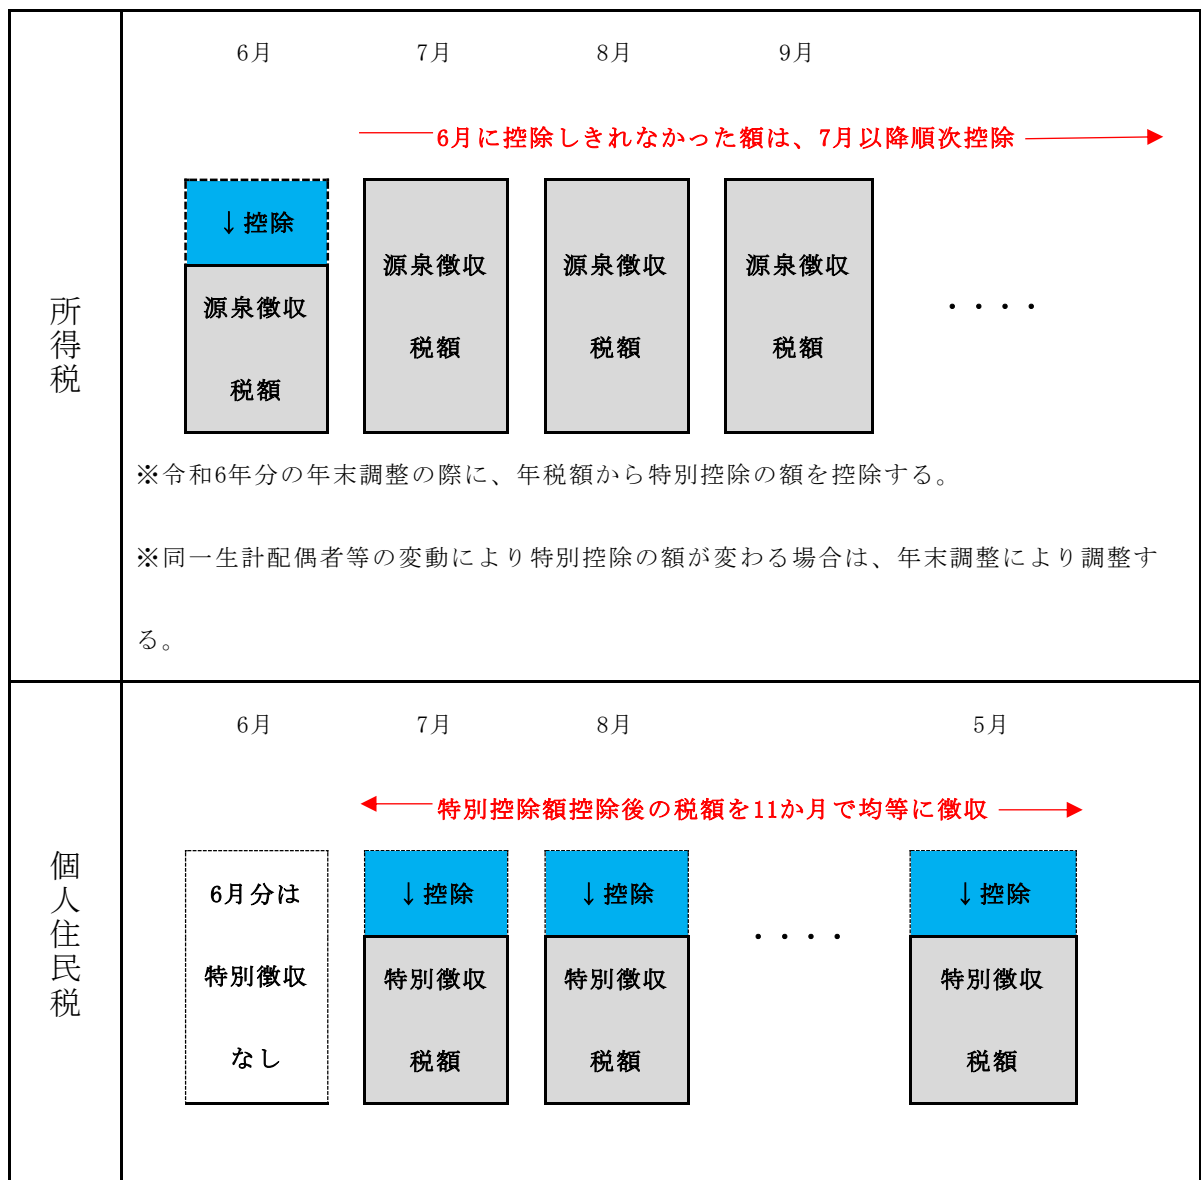 所得税
6月 7月 8月 9月
6月に控除しきれなかった額は、7月以降順次控除
↓控除
源泉徴収
税額
源泉徴収
税額
源泉徴収
税額
源泉徴収
税額
・・・・
※令和6年分の年末調整の際に、年税額から特別控除の額を控除する。
※同一生計配偶者等の変動により特別控除の額が変わる場合は、年末調整により調整す
る。
個人住民税
6月 7月 8月 5月
特別控除額控除後の税額を11か月で均等に徴収
6月分は
特別徴収
なし
↓控除
特別徴収
税額
↓控除
特別徴収
税額
・・・・
↓控除
特別徴収
税額